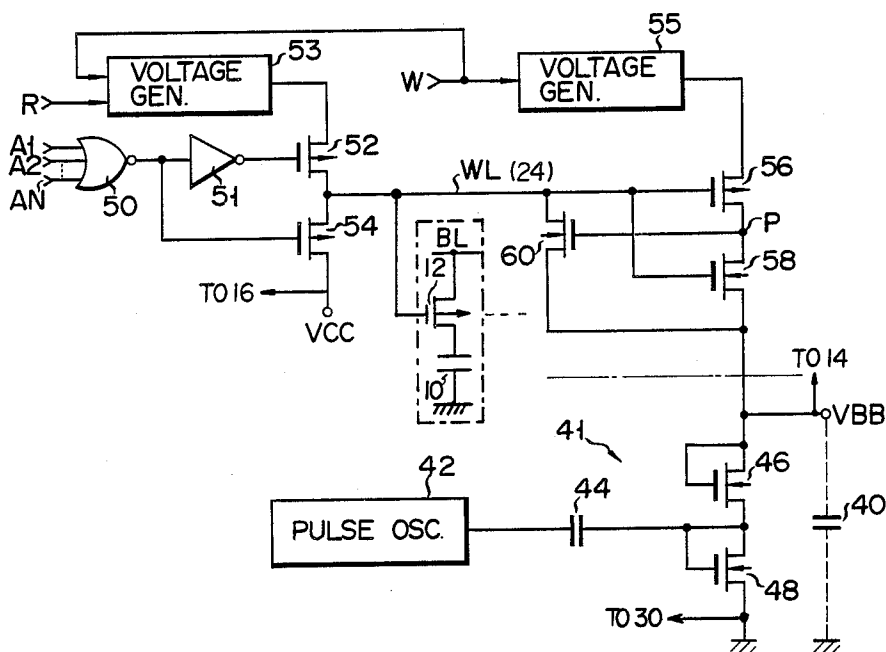 53
55
VOLTAGE
GEN.
VOLTAGE
GEN.
R
W
A1
A2
AN
50
51
52
54
WL (24)
56
P
58
60
BL
12
10
TO 16
VCC
TO 14
VBB
41
42
PULSE OSC.
44
46
48
40
TO 30